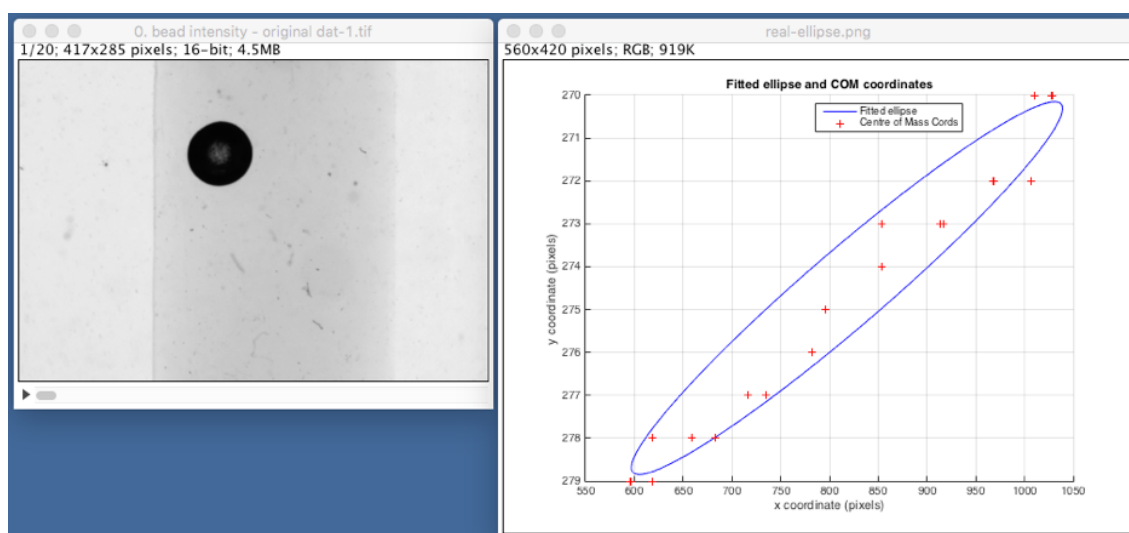 0. bead intensity - original dat-1.tif
1/20; 417x285 pixels; 16-bit; 4.5MB
real-ellipse.png
560x420 pixels; RGB; 919K
Fitted ellipse and COM coordinates
Fitted ellipse
Centre of Mass Cords
y coordinate (pixels)
270
271
272
273
274
275
276
277
278
279
550
600
650
700
750
800
850
900
950
1000
1050
x coordinate (pixels)